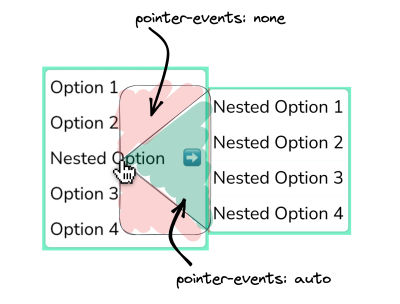 pointer-events: none
Option 1
Option 2
Nested Option ➡️
Option 3
Option 4
Nested Option 1
Nested Option 2
Nested Option 3
Nested Option 4
pointer-events: auto